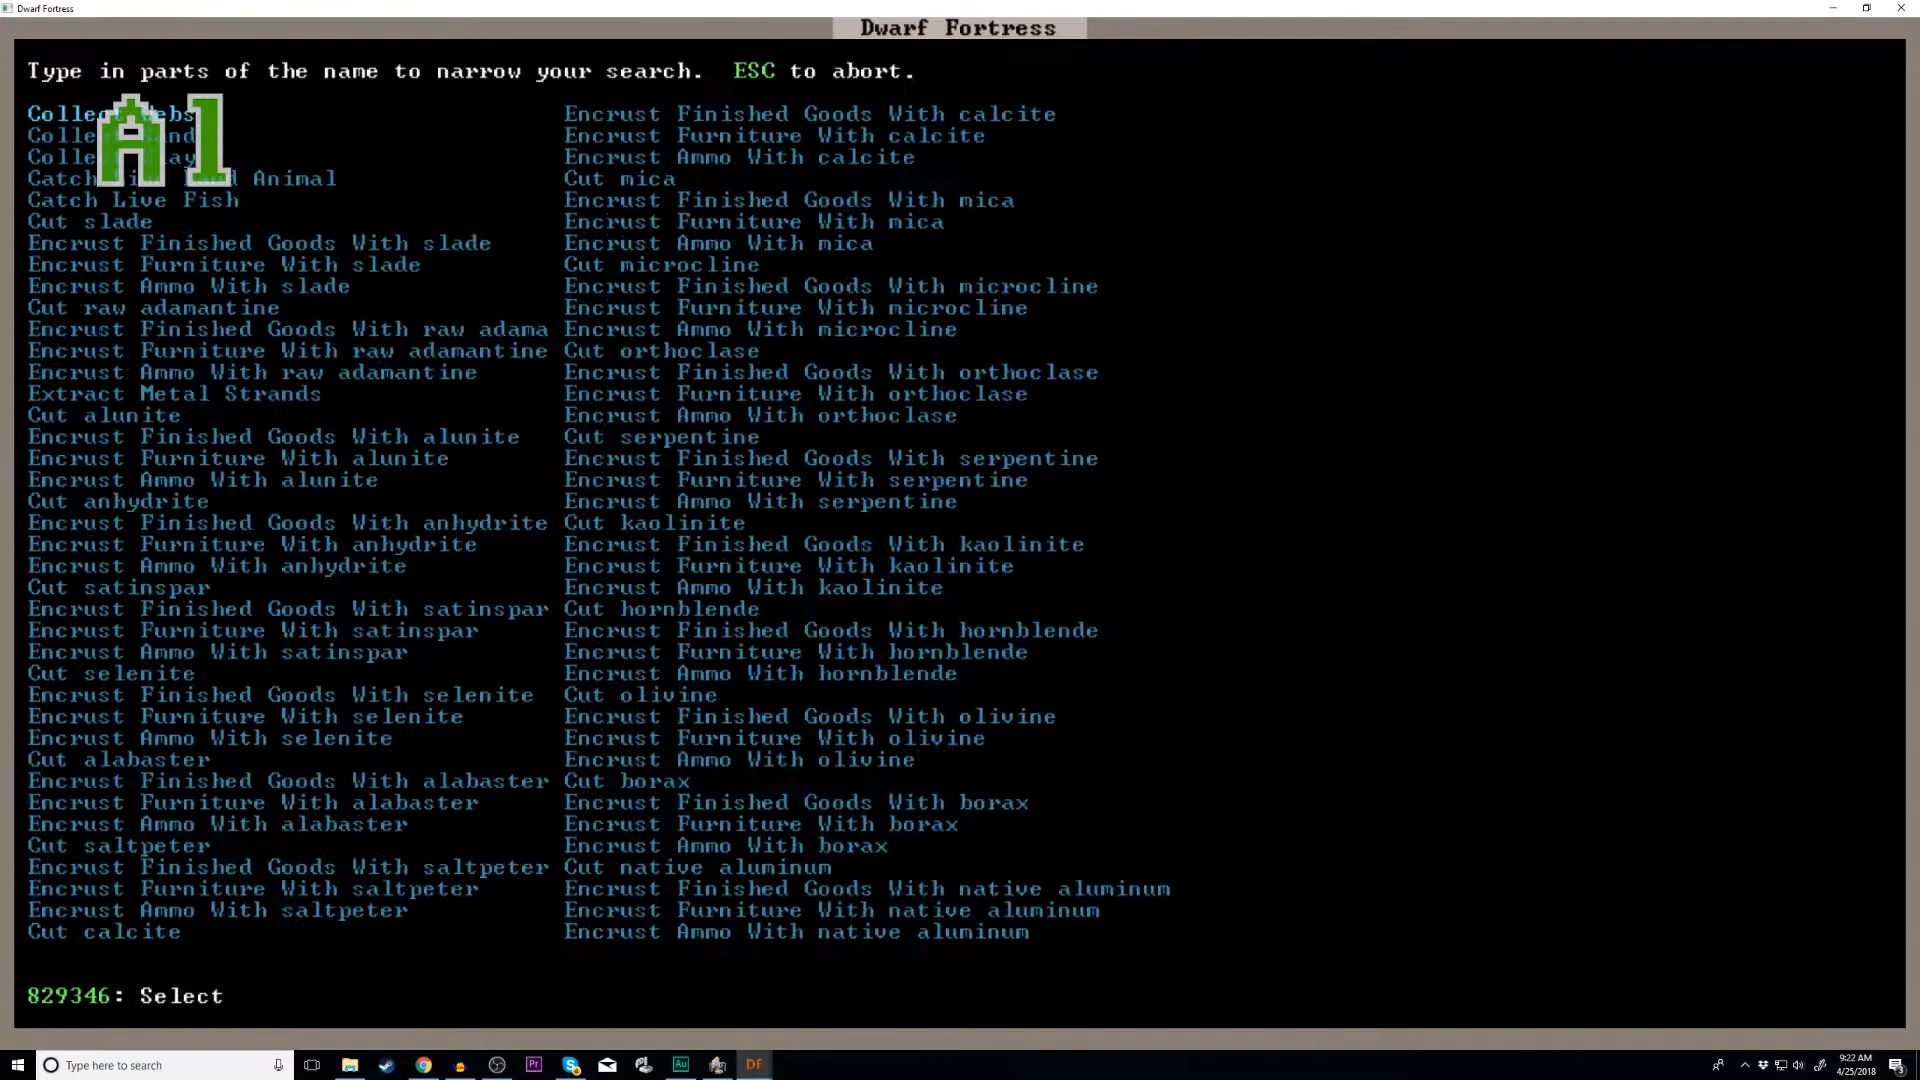 Dwarf Fortress
Dwarf Fortress
Type in parts of the name to narrow your search. ESC to abort.
Al
Catch Animal
Catch Live Fish
Cut slade
Encrust Finished Goods With slade
Encrust Furniture With slade
Encrust Ammo With slade
Cut raw adamantine
Encrust Finished Goods With raw adama
Encrust Furniture With raw adamantine
Encrust Ammo With raw adamantine
Extract Metal Strands
Cut alunite
Encrust Finished Goods With alunite
Encrust Furniture With alunite
Encrust Ammo With alunite
Cut anhydrite
Encrust Finished Goods With anhydrite
Encrust Furniture With anhydrite
Encrust Ammo With anhydrite
Cut satinspar
Encrust Finished Goods With satinspar
Encrust Furniture With satinspar
Encrust Ammo With satinspar
Cut selenite
Encrust Finished Goods With selenite
Encrust Furniture With selenite
Encrust Ammo With selenite
Cut alabaster
Encrust Finished Goods With alabaster
Encrust Furniture With alabaster
Encrust Ammo With alabaster
Cut saltpeter
Encrust Finished Goods With saltpeter
Encrust Furniture With saltpeter
Encrust Ammo With saltpeter
Cut calcite
Encrust Finished Goods With calcite
Encrust Furniture With calcite
Encrust Ammo With calcite
Cut mica
Encrust Finished Goods With mica
Encrust Furniture With mica
Encrust Ammo With mica
Cut microcline
Encrust Finished Goods With microcline
Encrust Furniture With microcline
Encrust Ammo With microcline
Cut orthoclase
Encrust Finished Goods With orthoclase
Encrust Furniture With orthoclase
Encrust Ammo With orthoclase
Cut serpentine
Encrust Finished Goods With serpentine
Encrust Furniture With serpentine
Encrust Ammo With serpentine
Cut kaolinite
Encrust Finished Goods With kaolinite
Encrust Furniture With kaolinite
Encrust Ammo With kaolinite
Cut hornblende
Encrust Finished Goods With hornblende
Encrust Furniture With hornblende
Encrust Ammo With hornblende
Cut olivine
Encrust Finished Goods With olivine
Encrust Furniture With olivine
Encrust Ammo With olivine
Cut borax
Encrust Finished Goods With borax
Encrust Furniture With borax
Encrust Ammo With borax
Cut native aluminum
Encrust Finished Goods With native aluminum
Encrust Furniture With native aluminum
Encrust Ammo With native aluminum
829346: Select
Type here to search
Pr
Au
DF
9:22 AM
4/25/2018
3